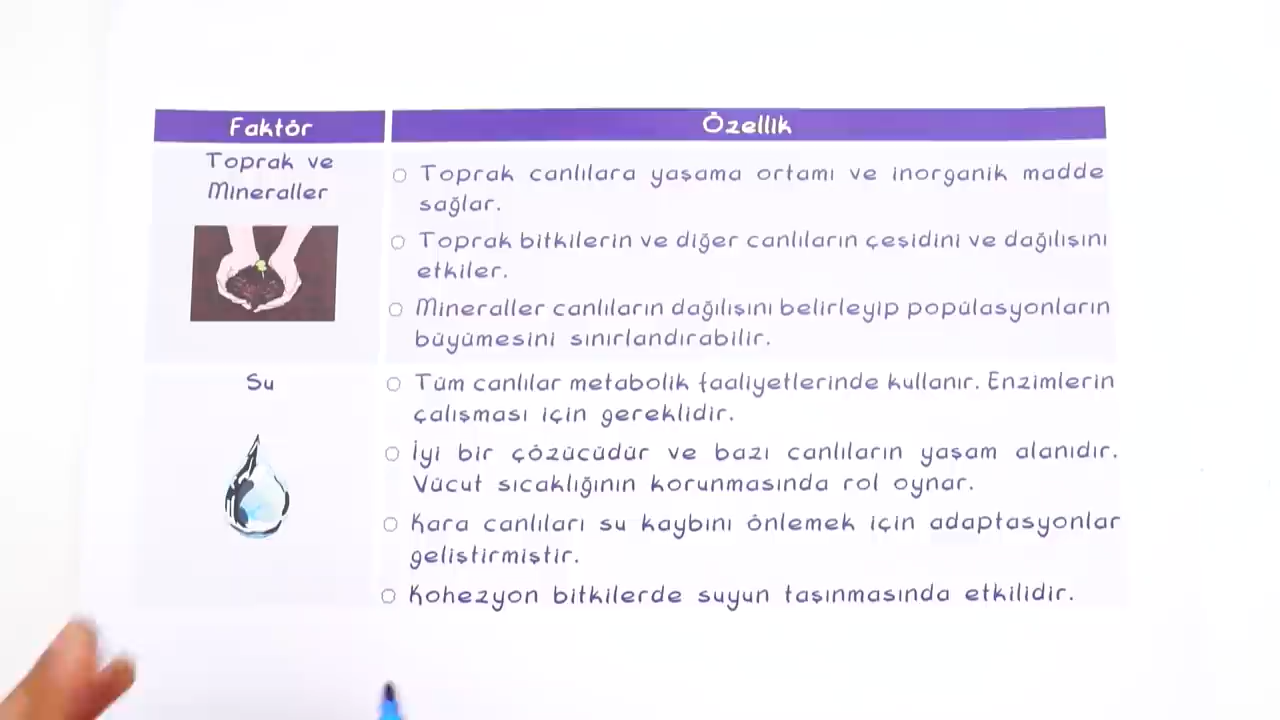 Faktör
Özellik
Toprak ve
Mineraller
Toprak canlılara yaşama ortamı ve inorganik madde
sağlar.
Toprak bitkilerin ve diğer canlıların çeşidini ve dağılışını
etkiler.
Mineraller canlıların dağılışını belirleyip popülasyonların
büyümesini sınırlandırabilir.
Su
Tüm canlılar metabolik faaliyetlerinde kullanır. Enzimlerin
çalışması için gereklidir.
İyi bir çözücüdür ve bazı canlıların yaşam alanıdır.
Vücut sıcaklığının korunmasında rol oynar.
Kara canlıları su kaybını önlemek için adaptasyonlar
geliştirmiştir.
Kohezyon bitkilerde suyun taşınmasında etkilidir.